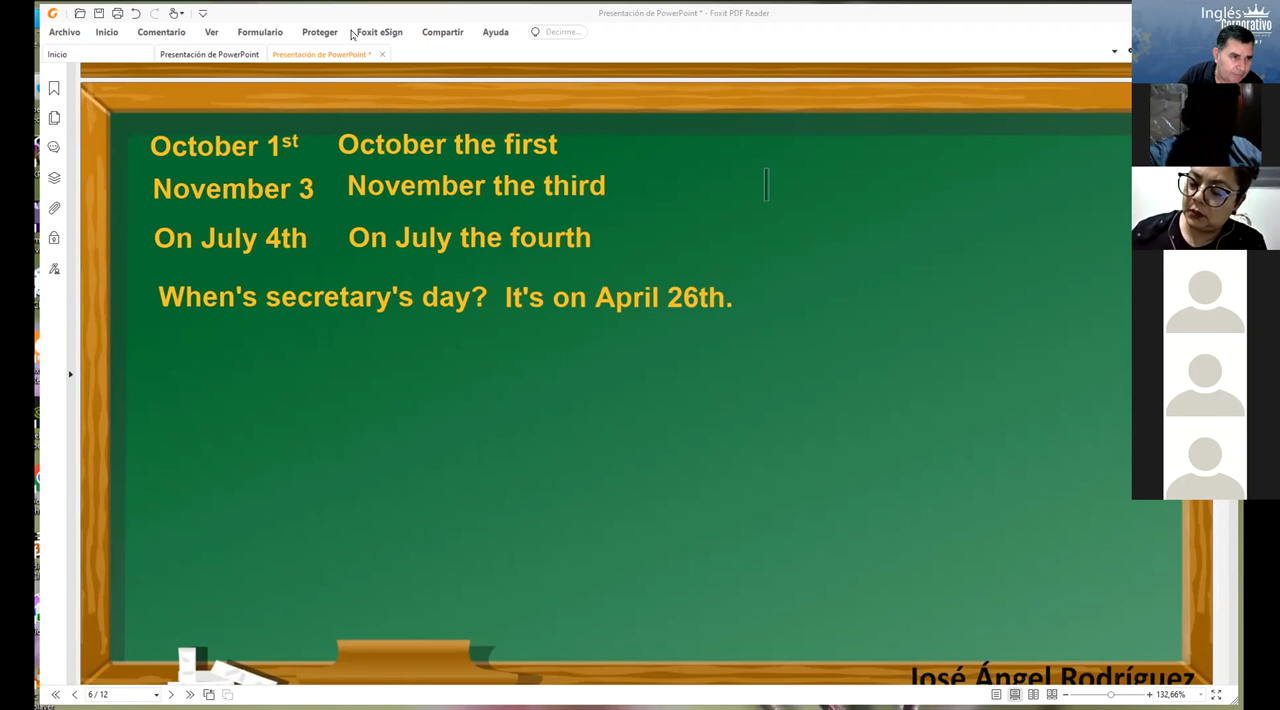 Presentación de PowerPoint * - Foxit PDF Reader
Archivo Inicio Comentario Ver Formulario Proteger Foxit eSign Compartir Ayuda Decirme...
Inicio Presentación de PowerPoint Presentación de PowerPoint *
Inglés
Corporativo
October 1st October the first
November 3 November the third
On July 4th On July the fourth
When's secretary's day? It's on April 26th.
José Ángel Rodríguez
6 / 12 132,66%